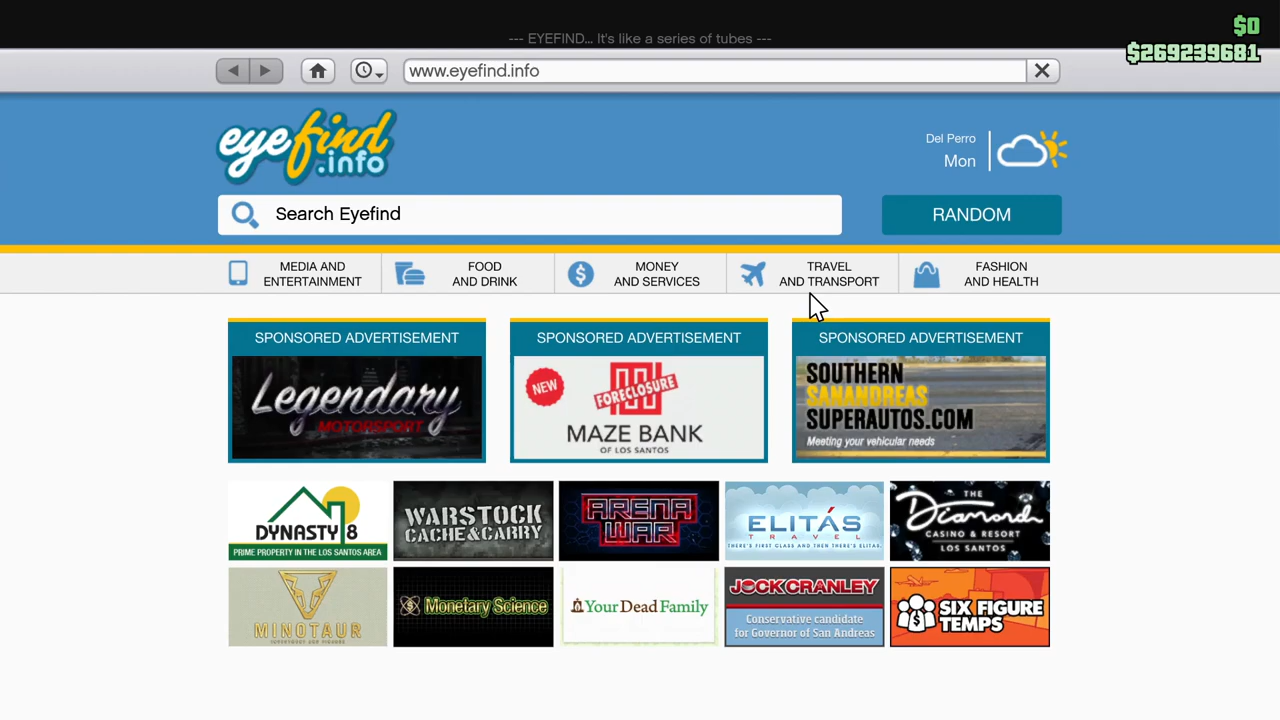 $0
--- EYEFIND... It's like a series of tubes ---
$269239681
www.eyefind.info
eyefind
.info
Del Perro
Mon
Search Eyefind
RANDOM
MEDIA AND
ENTERTAINMENT
FOOD
AND DRINK
MONEY
AND SERVICES
TRAVEL
AND TRANSPORT
FASHION
AND HEALTH
SPONSORED ADVERTISEMENT
Legendary
MOTORSPORT
SPONSORED ADVERTISEMENT
NEW
FORECLOSURE
MAZE BANK
OF LOS SANTOS
SPONSORED ADVERTISEMENT
SOUTHERN
SANANDREAS
SUPERAUTOS.COM
Meeting your vehicular needs
DYNASTY 8
PRIME PROPERTY IN THE LOS SANTOS AREA
WARSTOCK
CACHE & CARRY
ARENA
WAR
ELITÁS
TRAVEL
THERE'S FIRST CLASS AND THEN THERE'S ELITAS.
THE
Diamond
CASINO & RESORT
LOS SANTOS
MINOTAUR
Monetary Science
Your Dead Family
JOCK CRANLEY
Conservative candidate
for Governor of San Andreas
SIX FIGURE
TEMPS